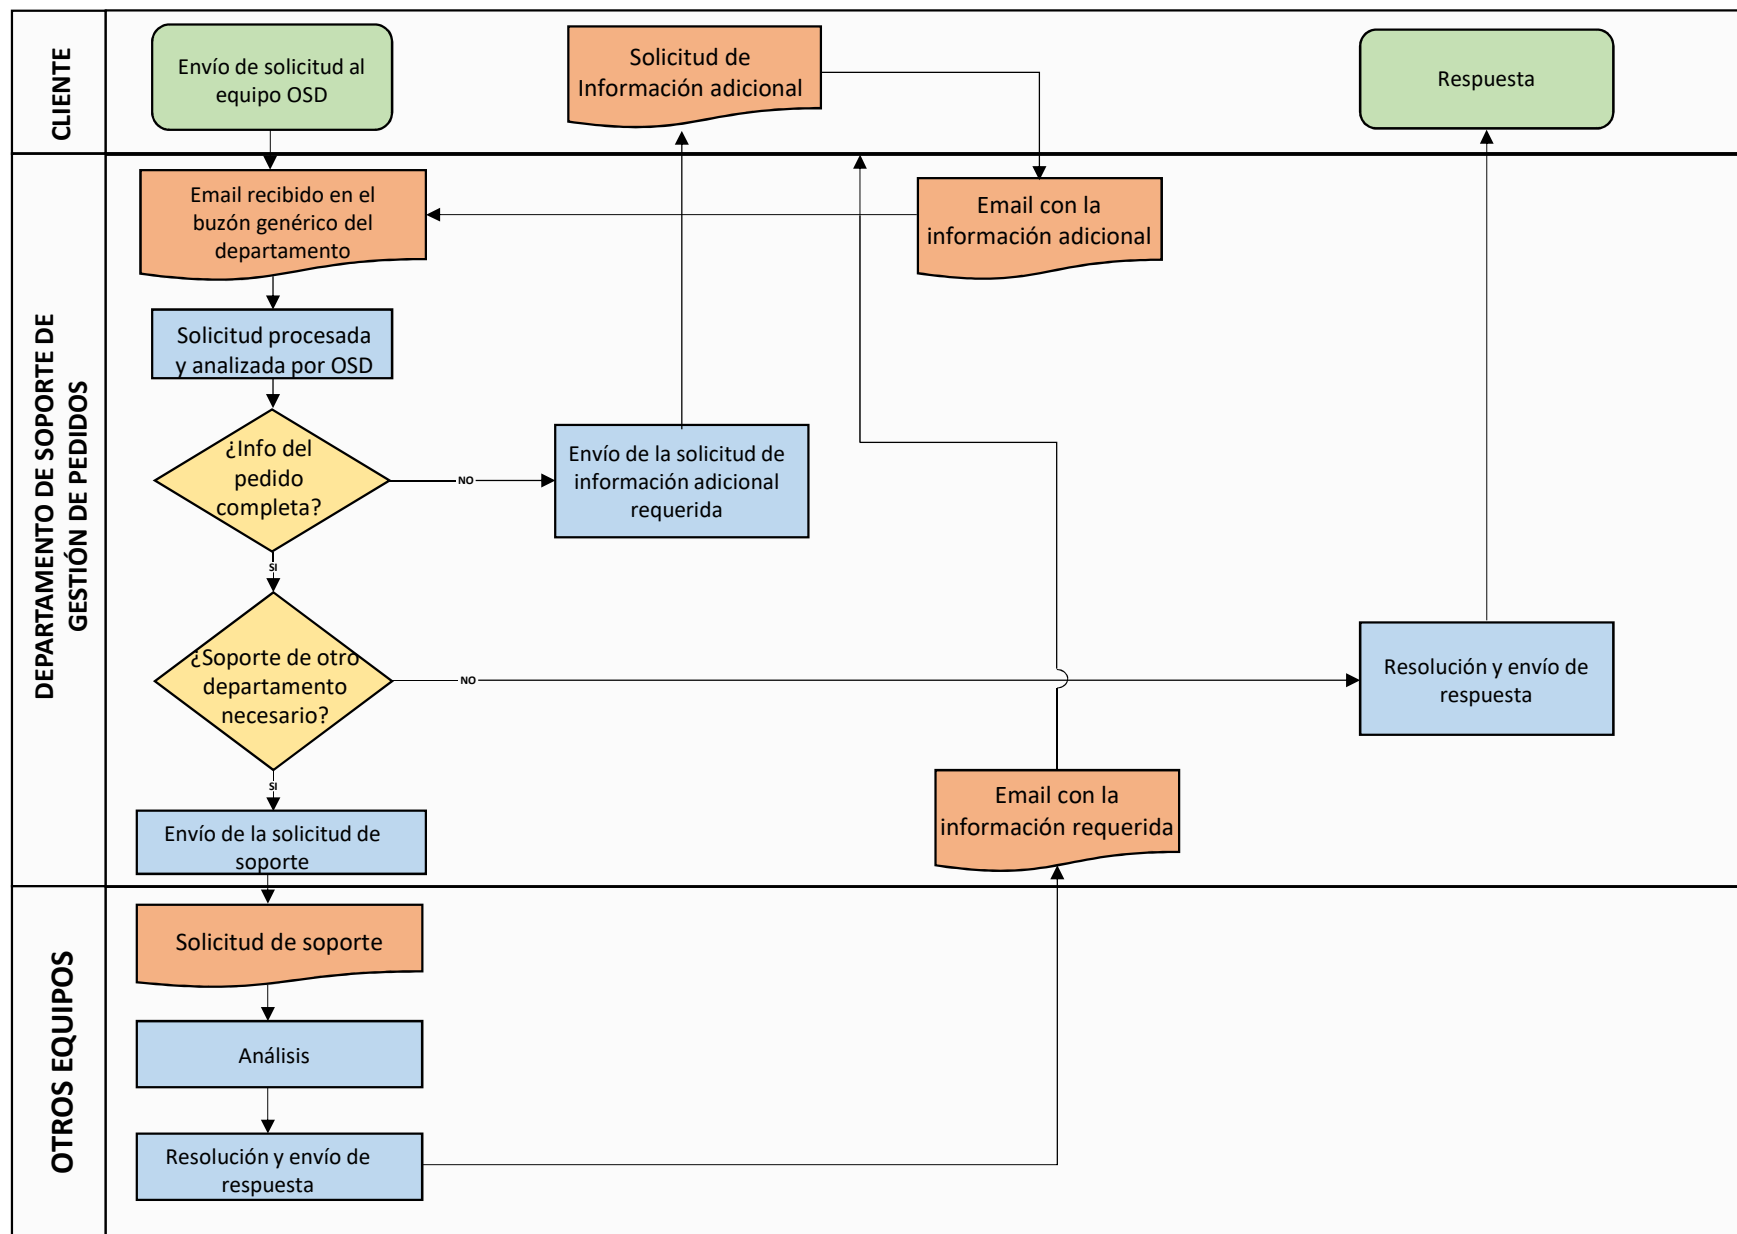 CLIENTE
Envío de solicitud al
equipo OSD
Solicitud de
Información adicional
Respuesta
DEPARTAMENTO DE SOPORTE DE
GESTIÓN DE PEDIDOS
Email recibido en el
buzón genérico del
departamento
Email con la
información adicional
Solicitud procesada
y analizada por OSD
¿Info del
pedido
completa?
NO
Envío de la solicitud de
información adicional
requerida
SI
¿Soporte de otro
departamento
necesario?
NO
Resolución y envío de
respuesta
SI
Envío de la solicitud de
soporte
Email con la
información requerida
OTROS EQUIPOS
Solicitud de soporte
Análisis
Resolución y envío de
respuesta